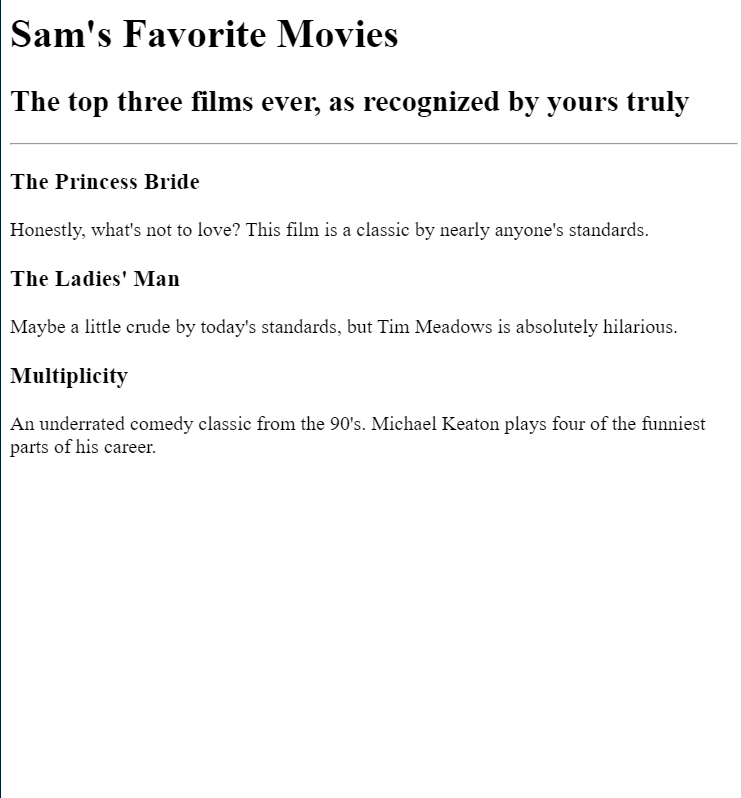 Sam's Favorite Movies
The top three films ever, as recognized by yours truly
The Princess Bride
Honestly, what's not to love? This film is a classic by nearly anyone's standards.
The Ladies' Man
Maybe a little crude by today's standards, but Tim Meadows is absolutely hilarious.
Multiplicity
An underrated comedy classic from the 90's. Michael Keaton plays four of the funniest
parts of his career.